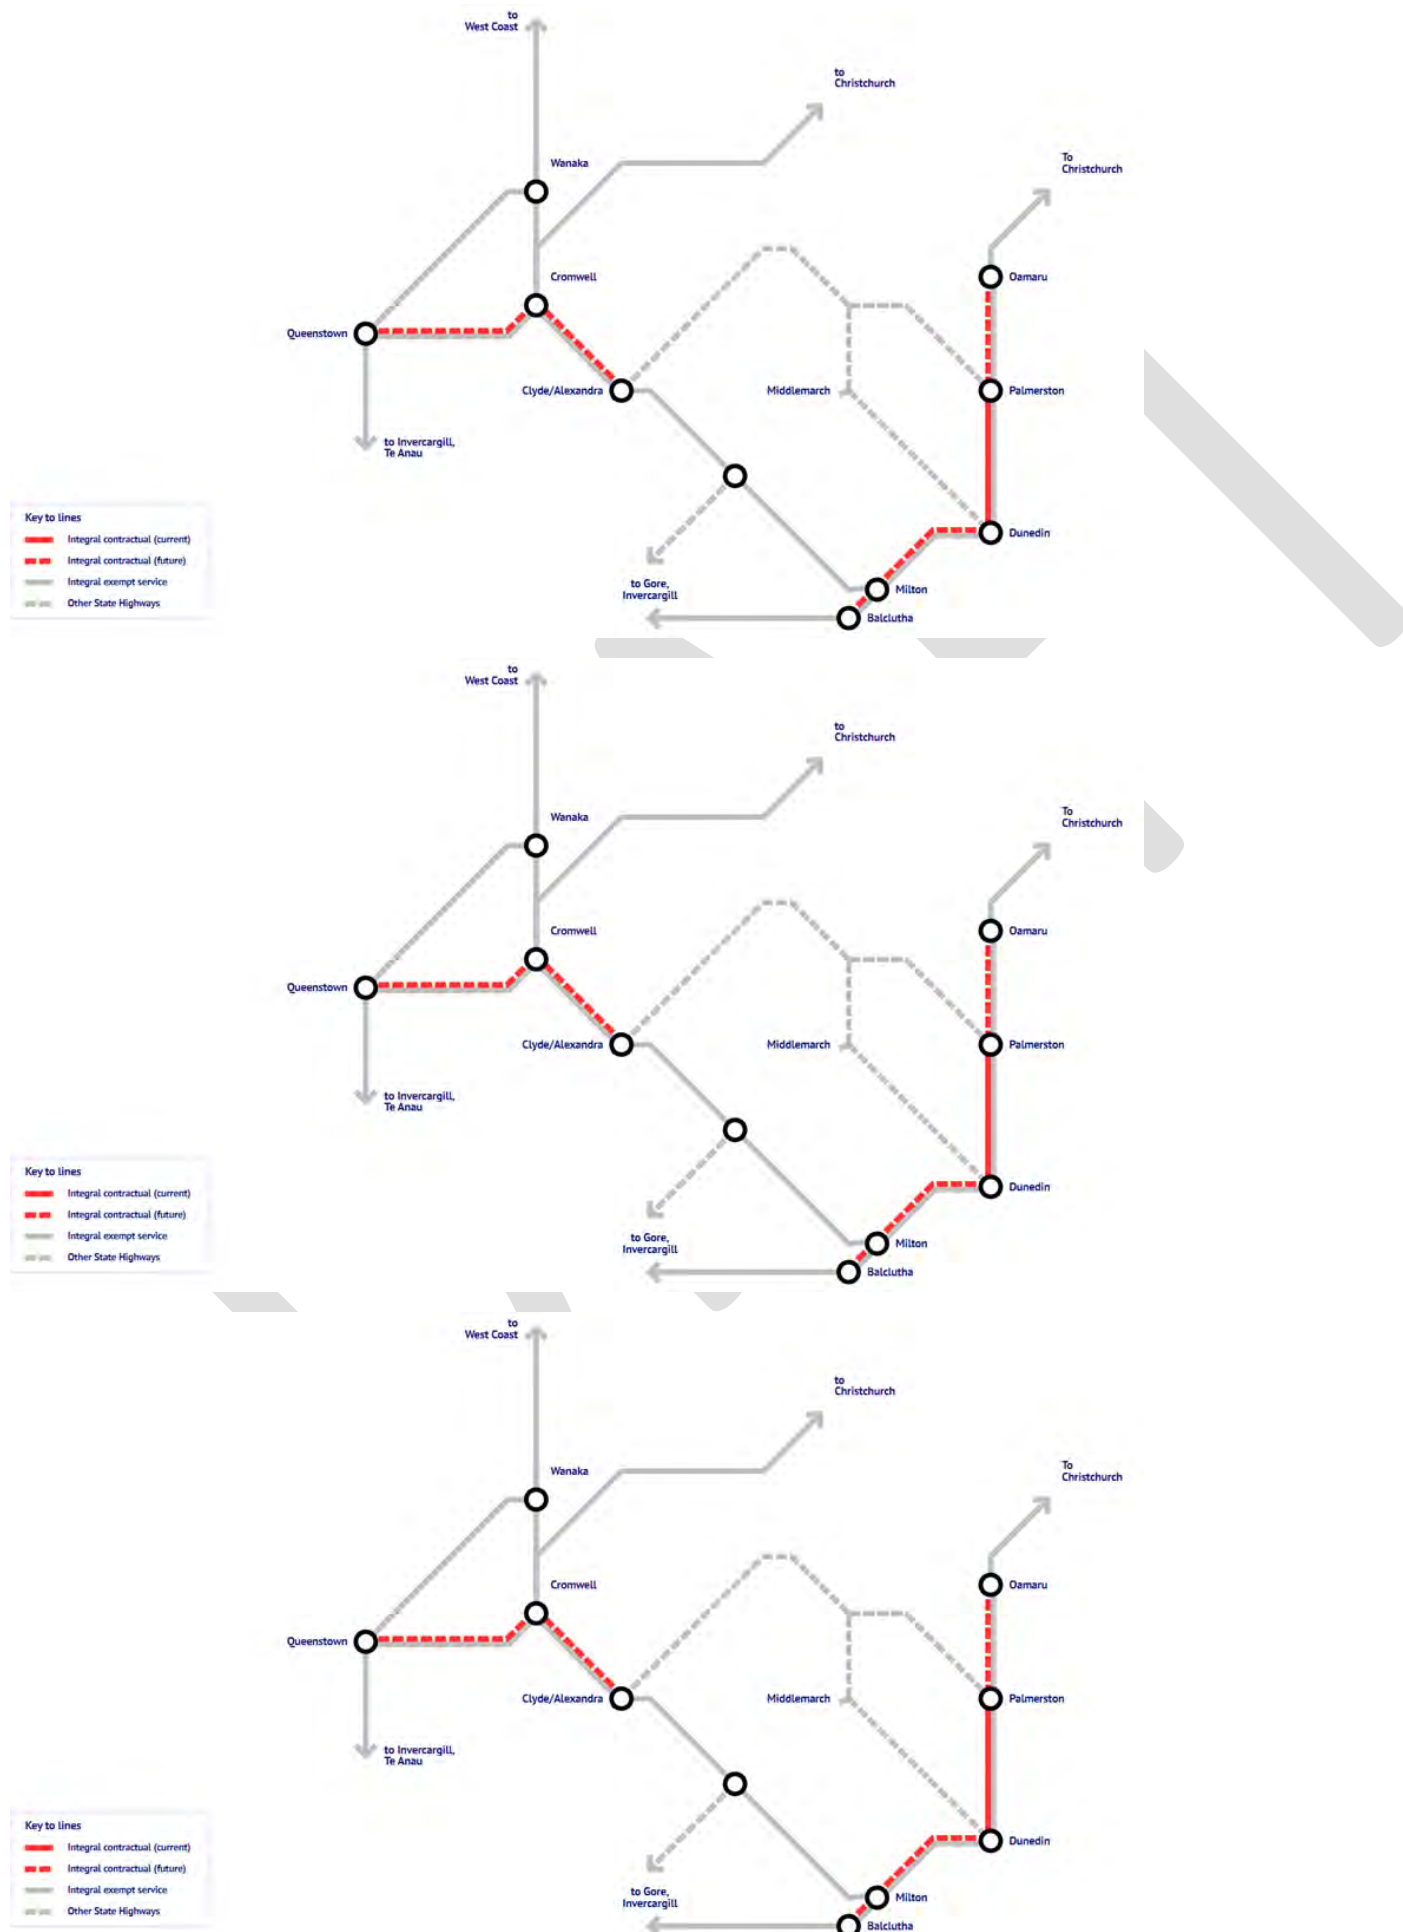 to
West Coast
to
Christchurch
To
Christchurch
Wanaka
Cromwell
Oamaru
Queenstown
Clyde/Alexandra
Middlemarch
Palmerston
to Invercargill,
Te Anau
Key to lines
Integral contractual (current)
Integral contractual (future)
Integral exempt service
Other State Highways
Dunedin
to Gore,
Invercargill
Milton
Balclutha
to
West Coast
to
Christchurch
To
Christchurch
Wanaka
Cromwell
Oamaru
Queenstown
Clyde/Alexandra
Middlemarch
Palmerston
to Invercargill,
Te Anau
Key to lines
Integral contractual (current)
Integral contractual (future)
Integral exempt service
Other State Highways
Dunedin
to Gore,
Invercargill
Milton
Balclutha
to
West Coast
to
Christchurch
To
Christchurch
Wanaka
Cromwell
Oamaru
Queenstown
Clyde/Alexandra
Middlemarch
Palmerston
to Invercargill,
Te Anau
Key to lines
Integral contractual (current)
Integral contractual (future)
Integral exempt service
Other State Highways
Dunedin
to Gore,
Invercargill
Milton
Balclutha